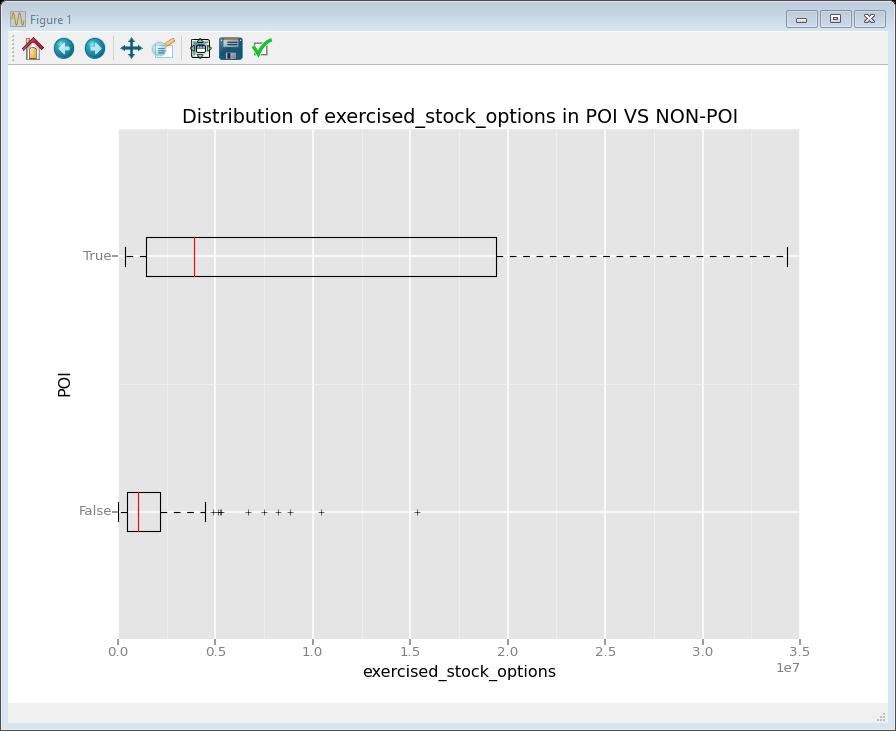 Figure 1
Distribution of exercised_stock_options in POI VS NON-POI
True
POI
False
0.0 0.5 1.0 1.5 2.0 2.5 3.0 3.5
1e7
exercised_stock_options